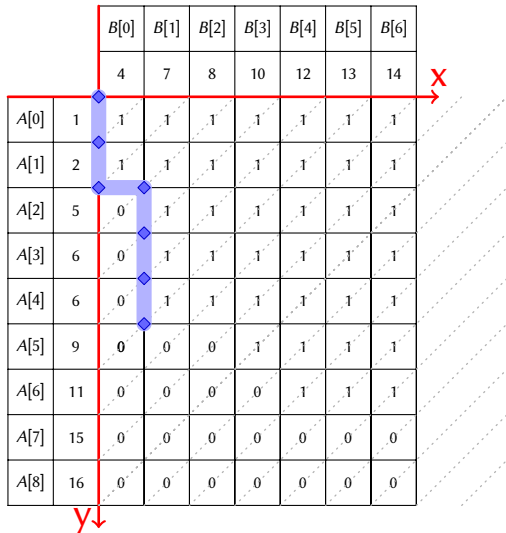 B[0] B[1] B[2] B[3] B[4] B[5] B[6]
4 7 8 10 12 13 14
x
A[0] 1 1 1 1 1 1 1 1
A[1] 2 1 1 1 1 1 1 1
A[2] 5 0 1 1 1 1 1 1
A[3] 6 0 1 1 1 1 1 1
A[4] 6 0 1 1 1 1 1 1
A[5] 9 0 0 0 1 1 1 1
A[6] 11 0 0 0 0 1 1 1
A[7] 15 0 0 0 0 0 0 0
A[8] 16 0 0 0 0 0 0 0
y